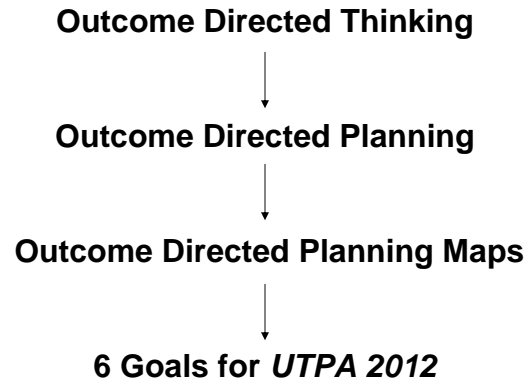 Outcome Directed Thinking
Outcome Directed Planning
Outcome Directed Planning Maps
6 Goals for UTPA 2012